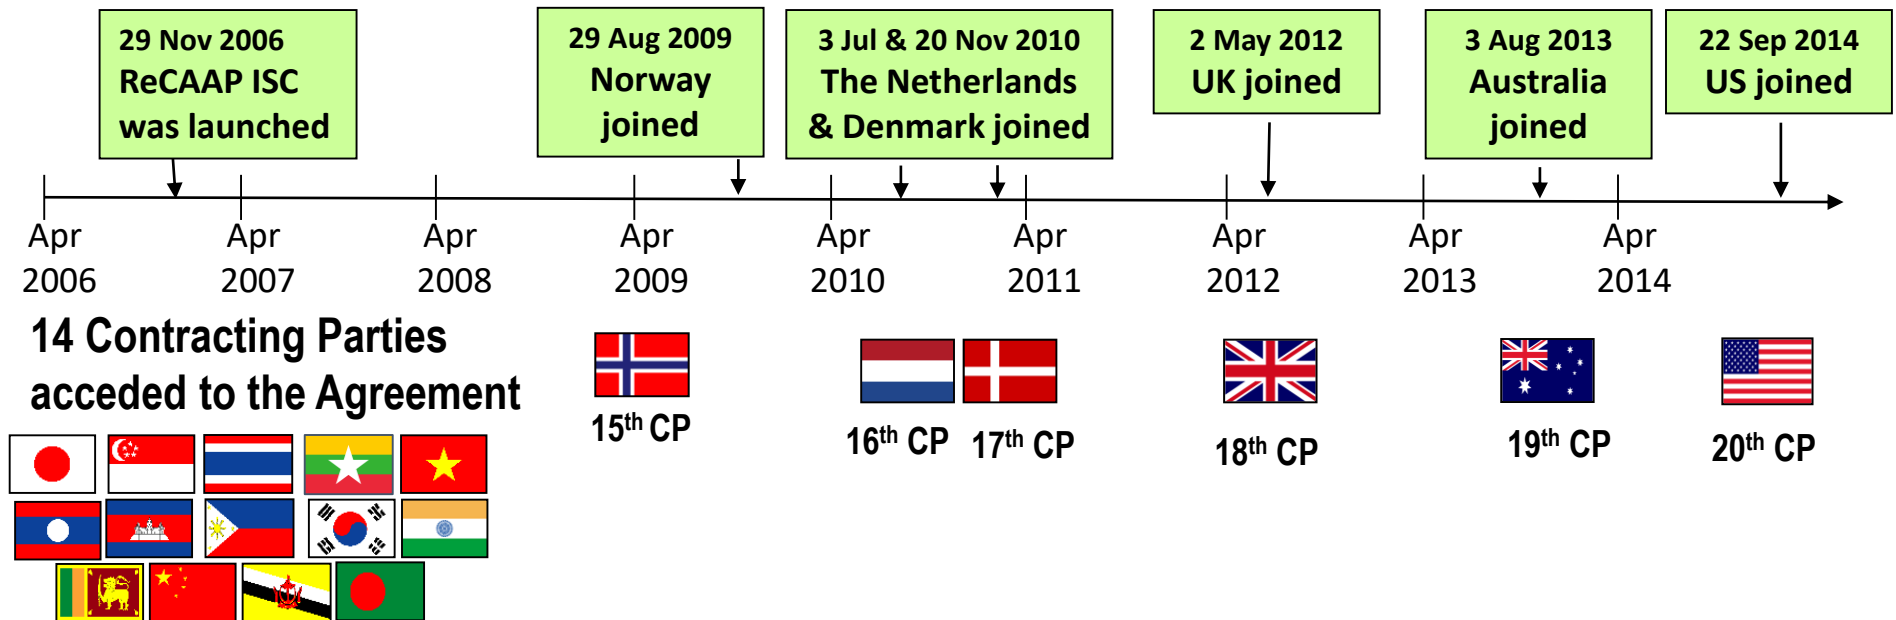 29 Nov 2006
ReCAAP ISC
was launched
29 Aug 2009
Norway
joined
3 Jul & 20 Nov 2010
The Netherlands
& Denmark joined
2 May 2012
UK joined
3 Aug 2013
Australia
joined
22 Sep 2014
US joined
Apr
2006
Apr
2007
Apr
2008
Apr
2009
Apr
2010
Apr
2011
Apr
2012
Apr
2013
Apr
2014
14 Contracting Parties
acceded to the Agreement
15th CP
16th CP
17th CP
18th CP
19th CP
20th CP